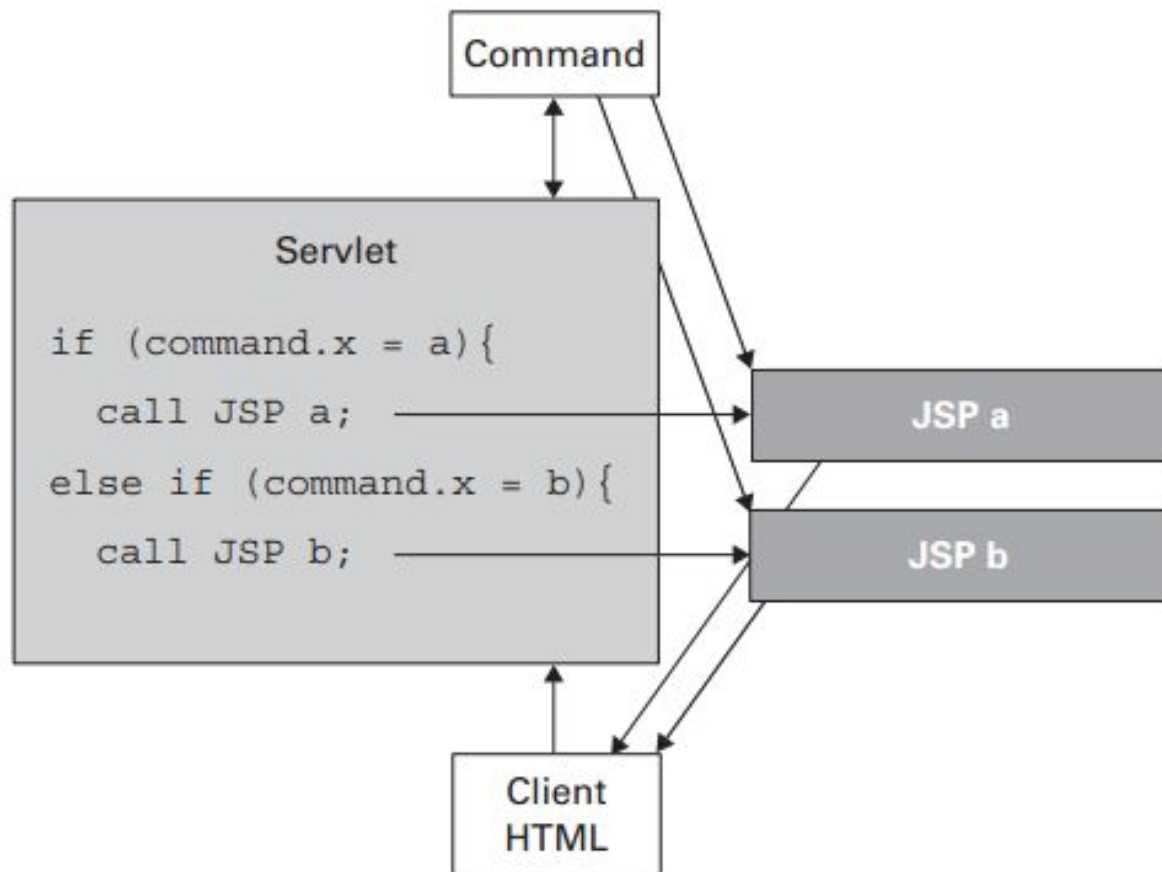 Command
Servlet
if (command.x = a){
call JSP a;
else if (command.x = b){
call JSP b;
JSP a
JSP b
Client
HTML